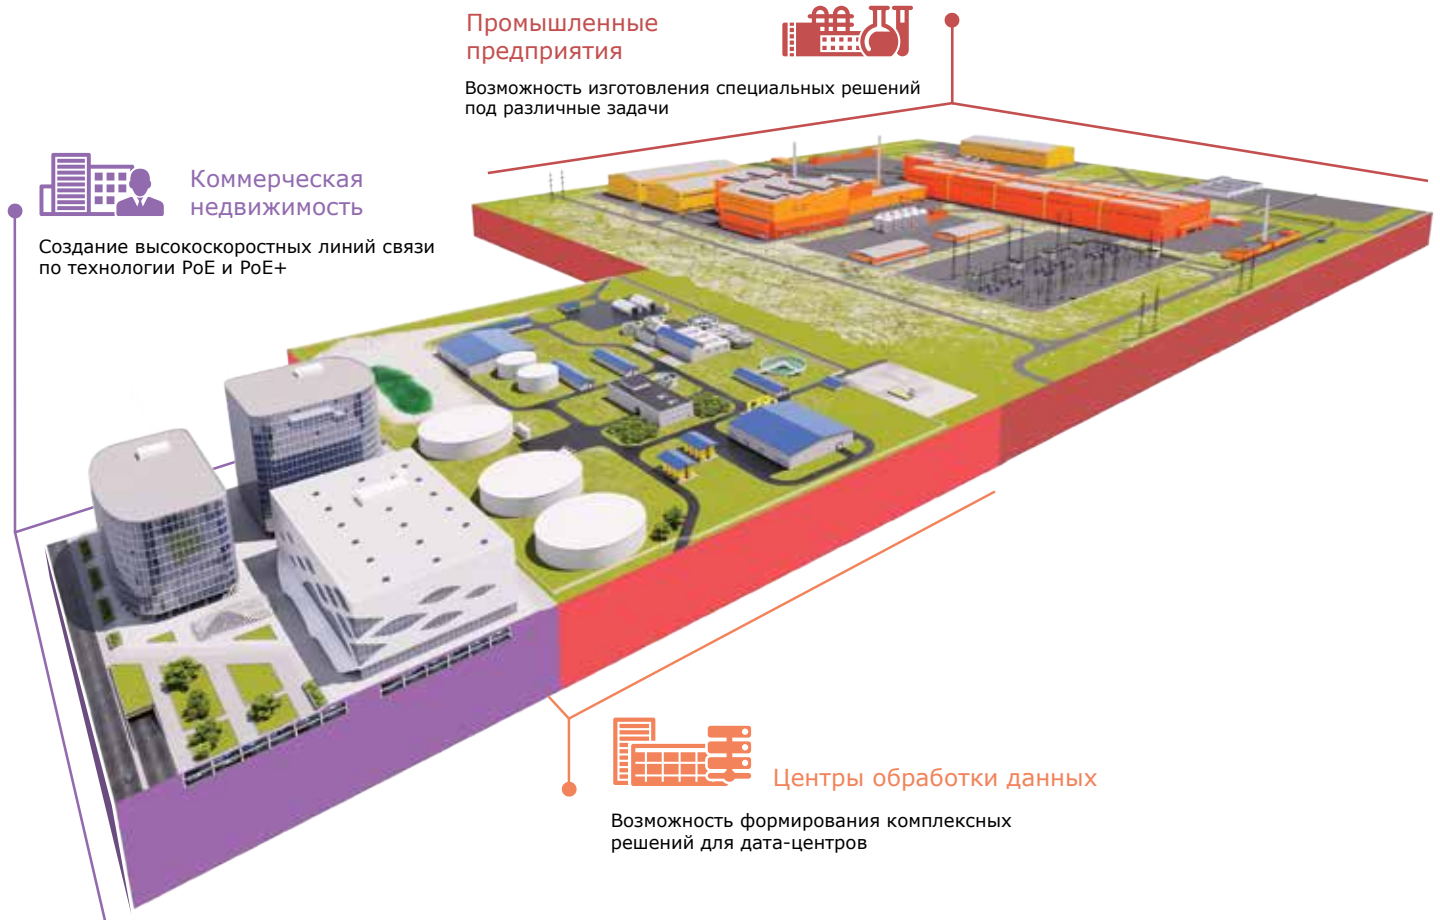 Промышленные
предприятия
Возможность изготовления специальных решений
под различные задачи
Коммерческая
недвижимость
Создание высокоскоростных линий связи
по технологии PoE и PoE+
Центры обработки данных
Возможность формирования комплексных
решений для дата-центров